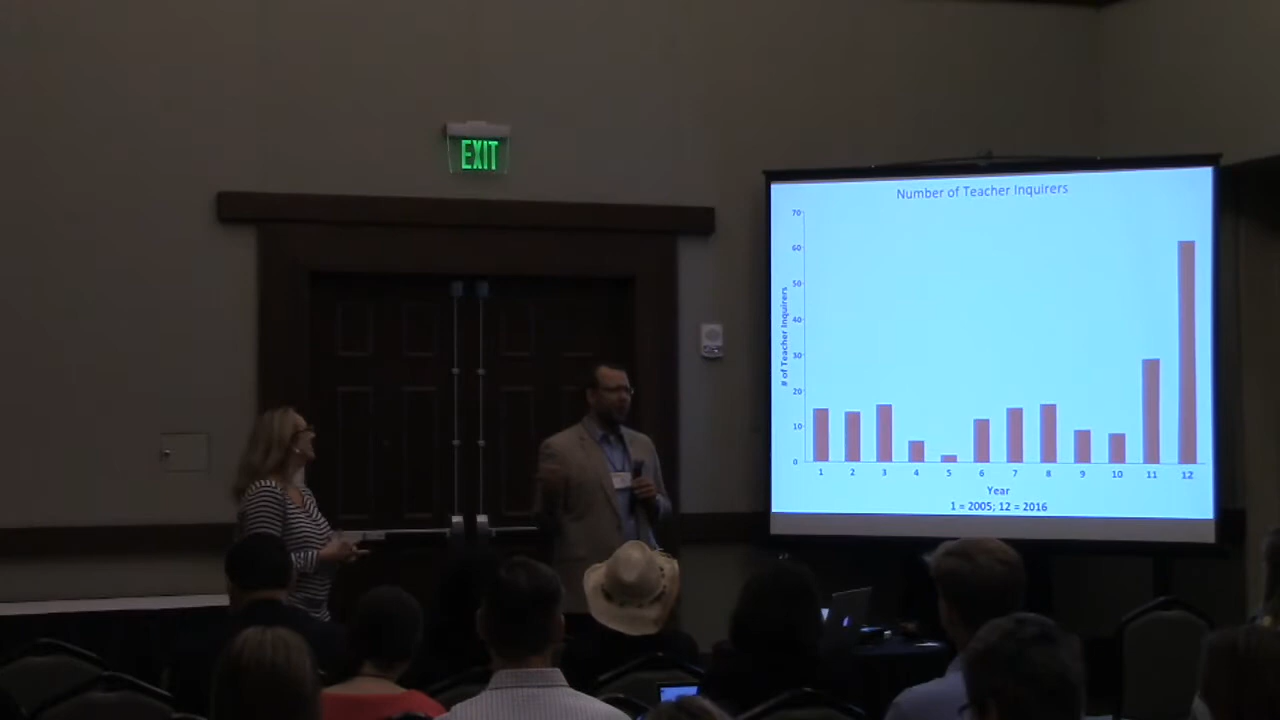 EXIT
Number of Teacher Inquirers
70
60
50
40
30
20
10
0
# of Teacher Inquirers
1 2 3 4 5 6 7 8 9 10 11 12
Year
1 = 2005; 12 = 2016